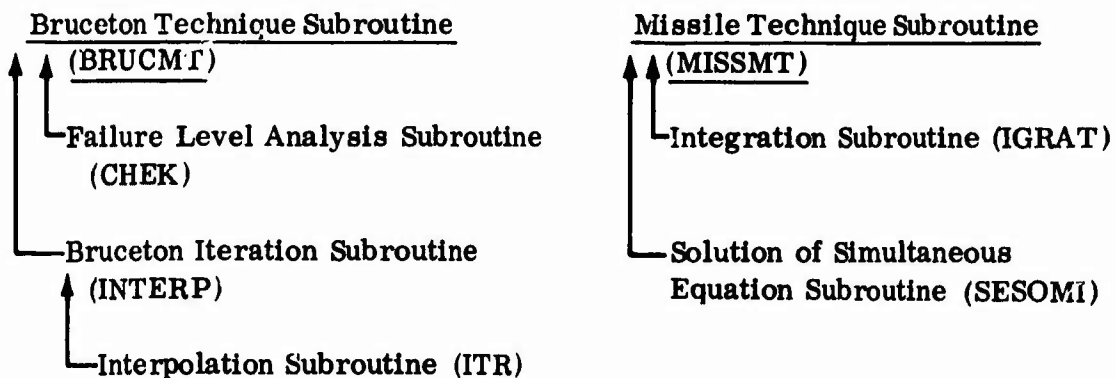 Bruceton Technique Subroutine
(BRUCMT)
Failure Level Analysis Subroutine
(CHEK)
Bruceton Iteration Subroutine
(INTERP)
Interpolation Subroutine (ITR)
Missile Technique Subroutine
(MISSMT)
Integration Subroutine (IGRAT)
Solution of Simultaneous
Equation Subroutine (SESOMI)